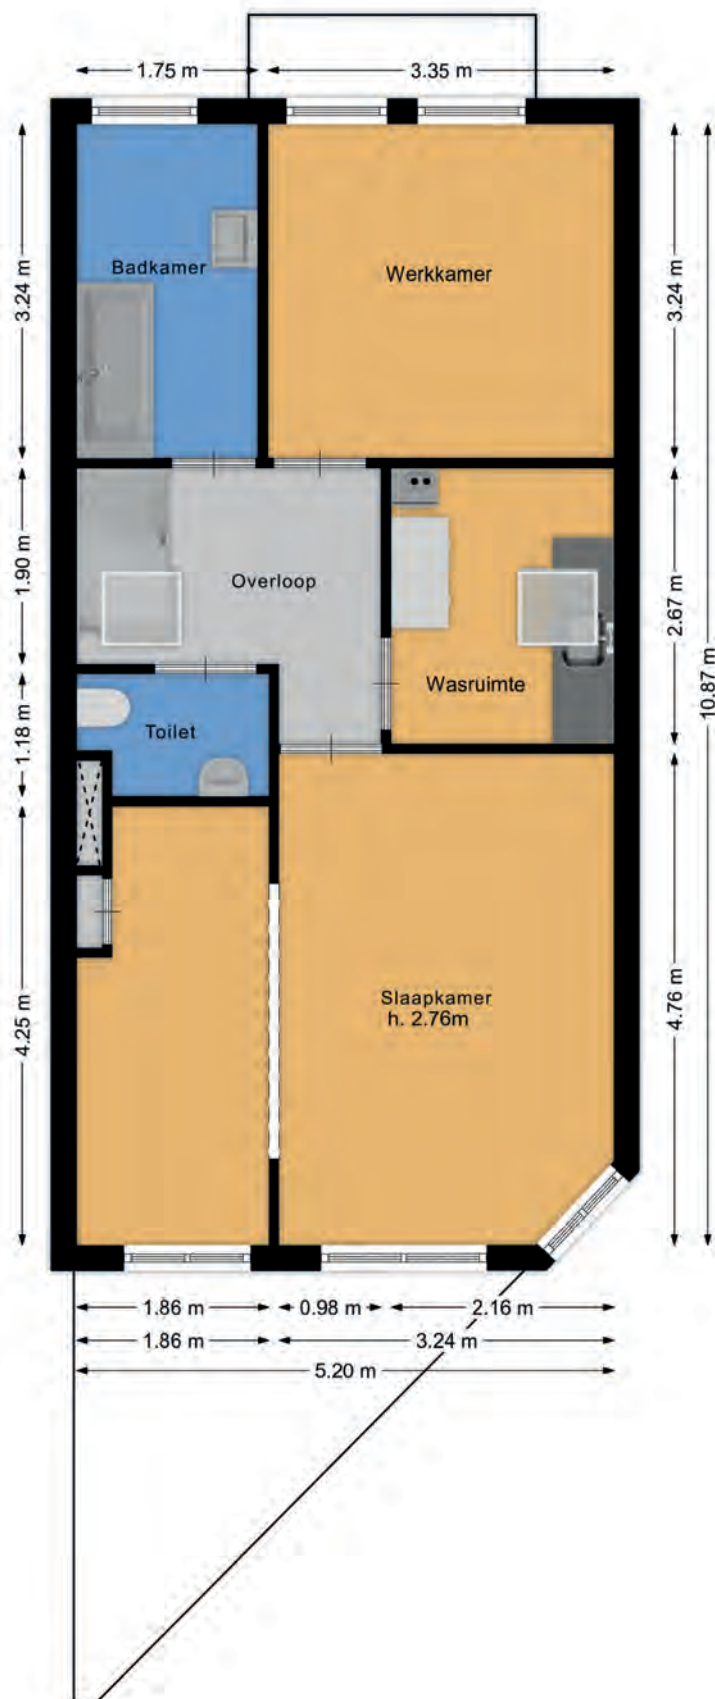 1.75 m
3.35 m
3.24 m
Badkamer
Werkkamer
3.24 m
1.90 m
Overloop
2.67 m
10.87 m
Wasruimte
1.18 m
Toilet
4.25 m
Slaapkamer
h. 2.76m
4.76 m
1.86 m
0.98 m
2.16 m
1.86 m
3.24 m
5.20 m